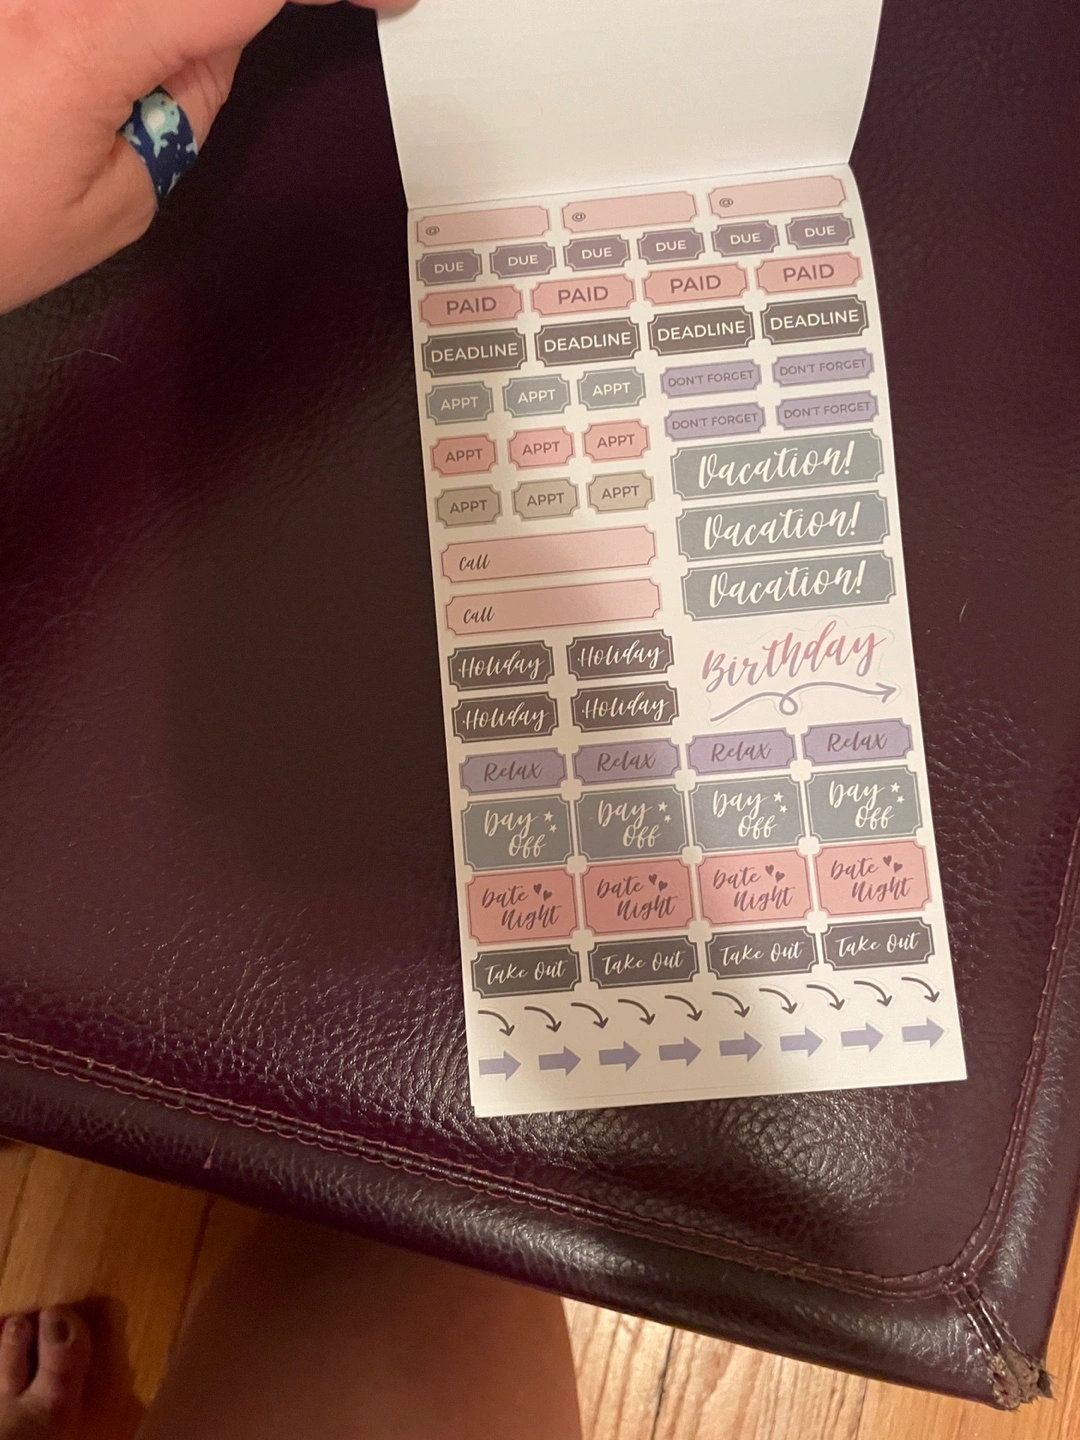 @ @ @
DUE DUE DUE DUE DUE DUE
PAID PAID PAID PAID
DEADLINE DEADLINE DEADLINE DEADLINE
APPT APPT APPT DON'T FORGET DON'T FORGET
APPT APPT APPT DON'T FORGET DON'T FORGET
APPT APPT APPT Vacation!
Call Vacation!
Call Vacation!
Holiday Holiday Birthday
Holiday Holiday
Relax Relax Relax Relax
Day Day Day Day
Off Off Off Off
Date Date Date Date
Night Night Night Night
Take Out Take Out Take Out Take Out